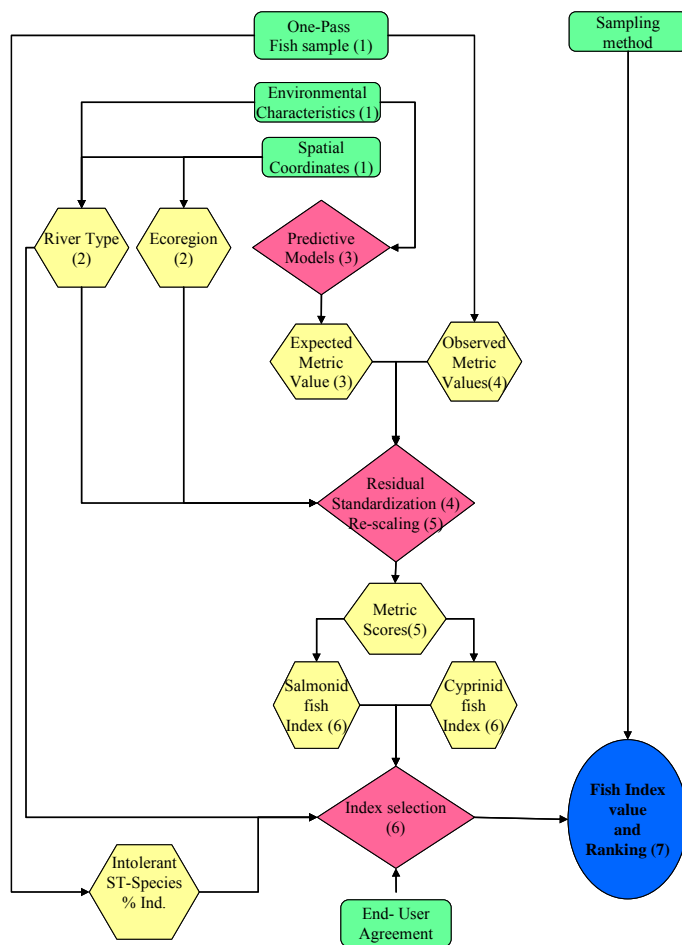 One-Pass
Fish sample (1)
Sampling
method
Environmental
Characteristics (1)
Spatial
Coordinates (1)
River Type
(2)
Ecoregion
(2)
Predictive
Models (3)
Expected
Metric
Value (3)
Observed
Metric
Values(4)
Residual
Standardization (4)
Re-scaling (5)
Metric
Scores(5)
Salmonid
fish
Index (6)
Cyprinid
fish
Index (6)
Index selection
(6)
Fish Index
value
and
Ranking (7)
Intolerant
ST-Species
% Ind.
End- User
Agreement